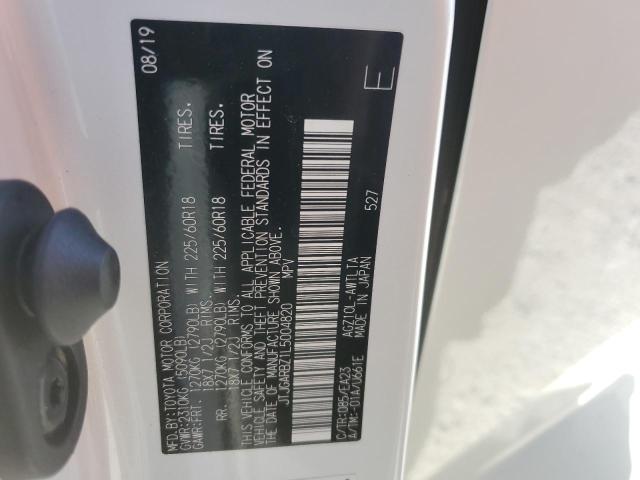 MFD.BY:TOYOTA MOTOR CORPORATION 08/19
GVWR:2310KG (5090LB)
GAWR:FRT. 1270KG (2790LB) WITH 225/60R18 TIRES.
18X7 1/2J RIMS.
RR. 1270KG (2790LB) WITH 225/60R18 TIRES.
18X7 1/2J RIMS.
THIS VEHICLE CONFORMS TO ALL APPLICABLE FEDERAL MOTOR
VEHICLE SAFETY AND THEFT PREVENTION STANDARDS IN EFFECT ON
THE DATE OF MANUFACTURE SHOWN ABOVE.
JTJGARBZ1L5004820 MPV
C/TR:085/EA23 AGZ10L-AWTLTA 527 E
A/TM:-01A/U661E MADE IN JAPAN